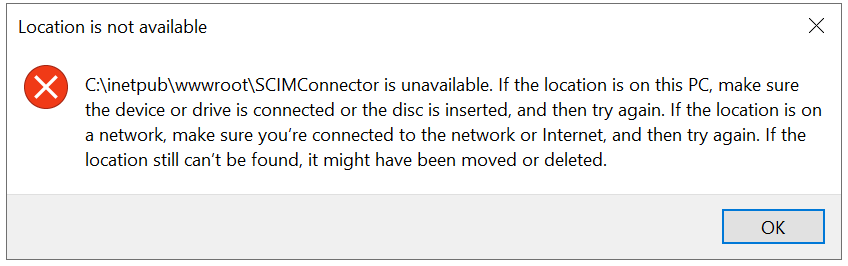 Location is not available
C:\inetpub\wwwroot\SCIMConnector is unavailable. If the location is on this PC, make sure
the device or drive is connected or the disc is inserted, and then try again. If the location is on
a network, make sure you’re connected to the network or Internet, and then try again. If the
location still can’t be found, it might have been moved or deleted.
OK